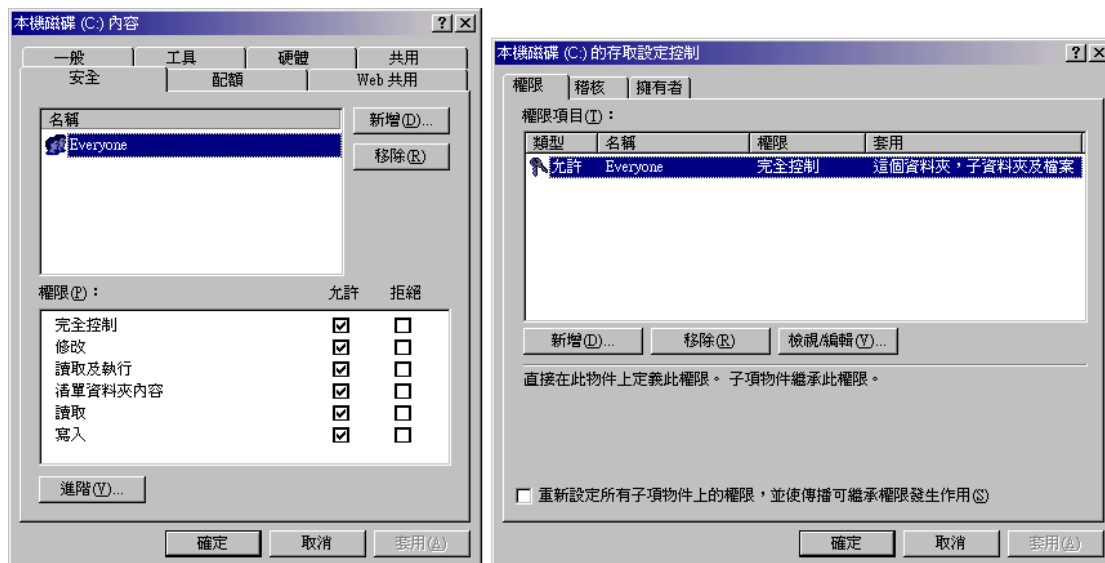 本機磁碟 (C:) 內容
一般 工具 硬體 共用
安全 配額 Web 共用
名稱
Everyone
新增(D)...
移除(R)
權限(P)： 允許 拒絕
完全控制
修改
讀取及執行
清單資料夾內容
讀取
寫入
進階(V)...
確定 取消 套用(A)
本機磁碟 (C:) 的存取設定控制
權限 稽核 擁有者
權限項目(T)：
類型 名稱 權限 套用
允許 Everyone 完全控制 這個資料夾，子資料夾及檔案
新增(D)... 移除(R) 檢視/編輯(V)...
直接在此物件上定義此權限。子項物件繼承此權限。
重新設定所有子項物件上的權限，並使傳播可繼承權限發生作用(S)
確定 取消 套用(A)